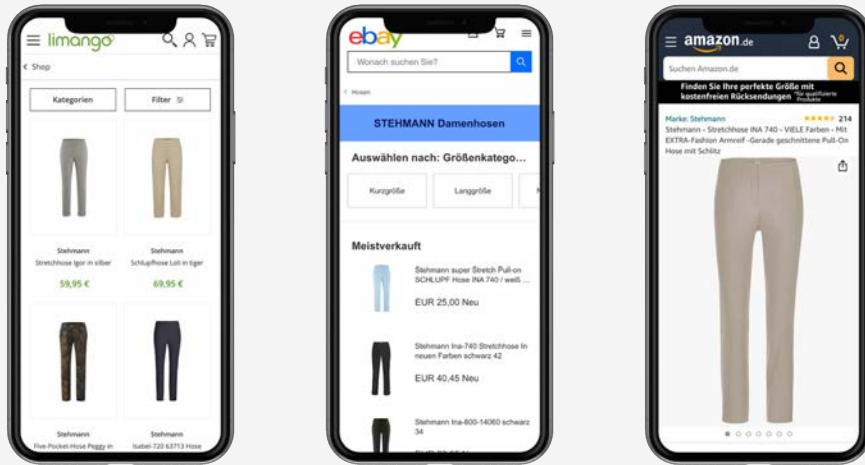 limango
Shop
Kategorien
Filter
Stehmann
Stretchhose Igor in silber
59,95 €
Stehmann
Schlupfhose Loli in tiger
69,95 €
Stehmann
Five-Pocket-Hose Peggy in
Stehmann
Isabel-720 63713 Hose
ebay
Wonach suchen Sie?
Hosen
STEHMANN Damenhosen
Auswählen nach: Größenkatego...
Kurzgröße
Langgröße
Meistverkauft
Stehmann super Stretch Pull-on
SCHLUPF Hose INA 740 / weiß ...
EUR 25,00 Neu
Stehmann Ina-740 Stretchhose In
neuen Farben schwarz 42
EUR 40,45 Neu
Stehmann Ina-800-14060 schwarz
34
amazon.de
0
Suchen Amazon.de
Finden Sie Ihre perfekte Größe mit
kostenfreien Rücksendungen *für qualifizierte
Produkte
Marke: Stehmann
214
Stehmann - Stretchhose INA 740 - VIELE Farben - Mit
EXTRA-Fashion Armreif -Gerade geschnittene Pull-On
Hose mit Schlitz